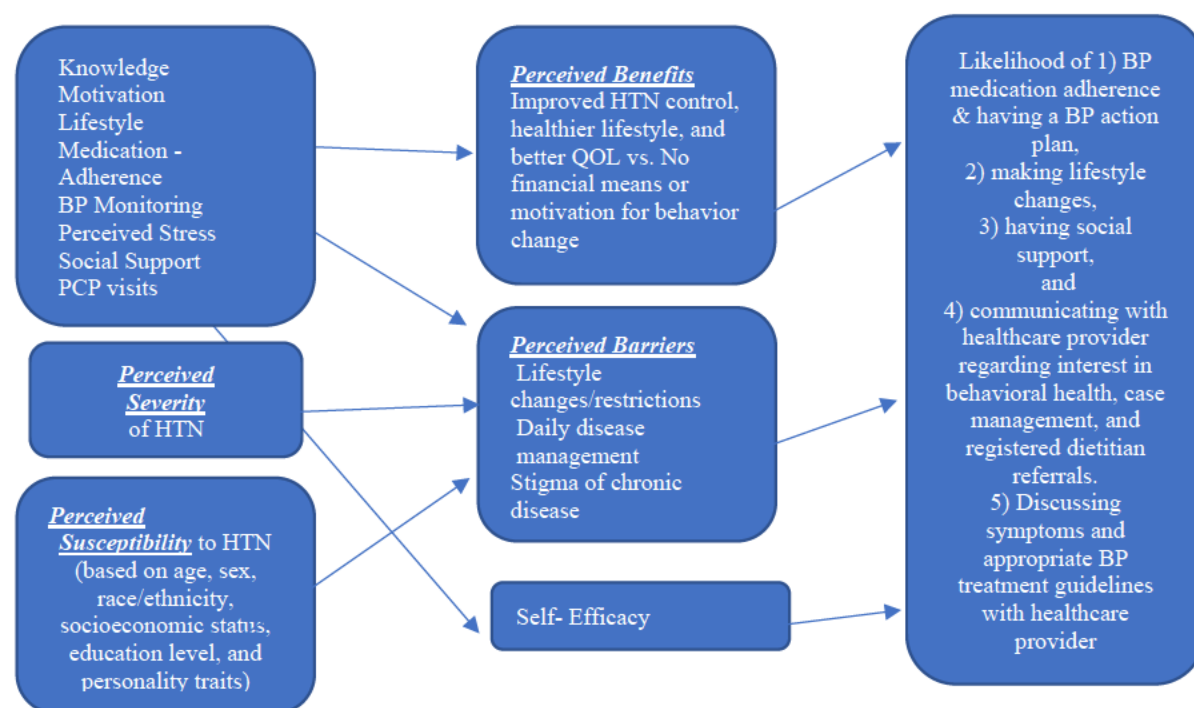 Knowledge
Motivation
Lifestyle
Medication -
Adherence
BP Monitoring
Perceived Stress
Social Support
PCP visits
Perceived
Severity
of HTN
Perceived
Susceptibility to HTN
(based on age, sex,
race/ethnicity,
socioeconomic status,
education level, and
personality traits)
Perceived Benefits
Improved HTN control,
healthier lifestyle, and
better QOL vs. No
financial means or
motivation for behavior
change
Perceived Barriers
Lifestyle
changes/restrictions
Daily disease
management
Stigma of chronic
disease
Self- Efficacy
Likelihood of 1) BP
medication adherence
& having a BP action
plan,
2) making lifestyle
changes,
3) having social
support,
and
4) communicating with
healthcare provider
regarding interest in
behavioral health, case
management, and
registered dietitian
referrals.
5) Discussing
symptoms and
appropriate BP
treatment guidelines
with healthcare
provider